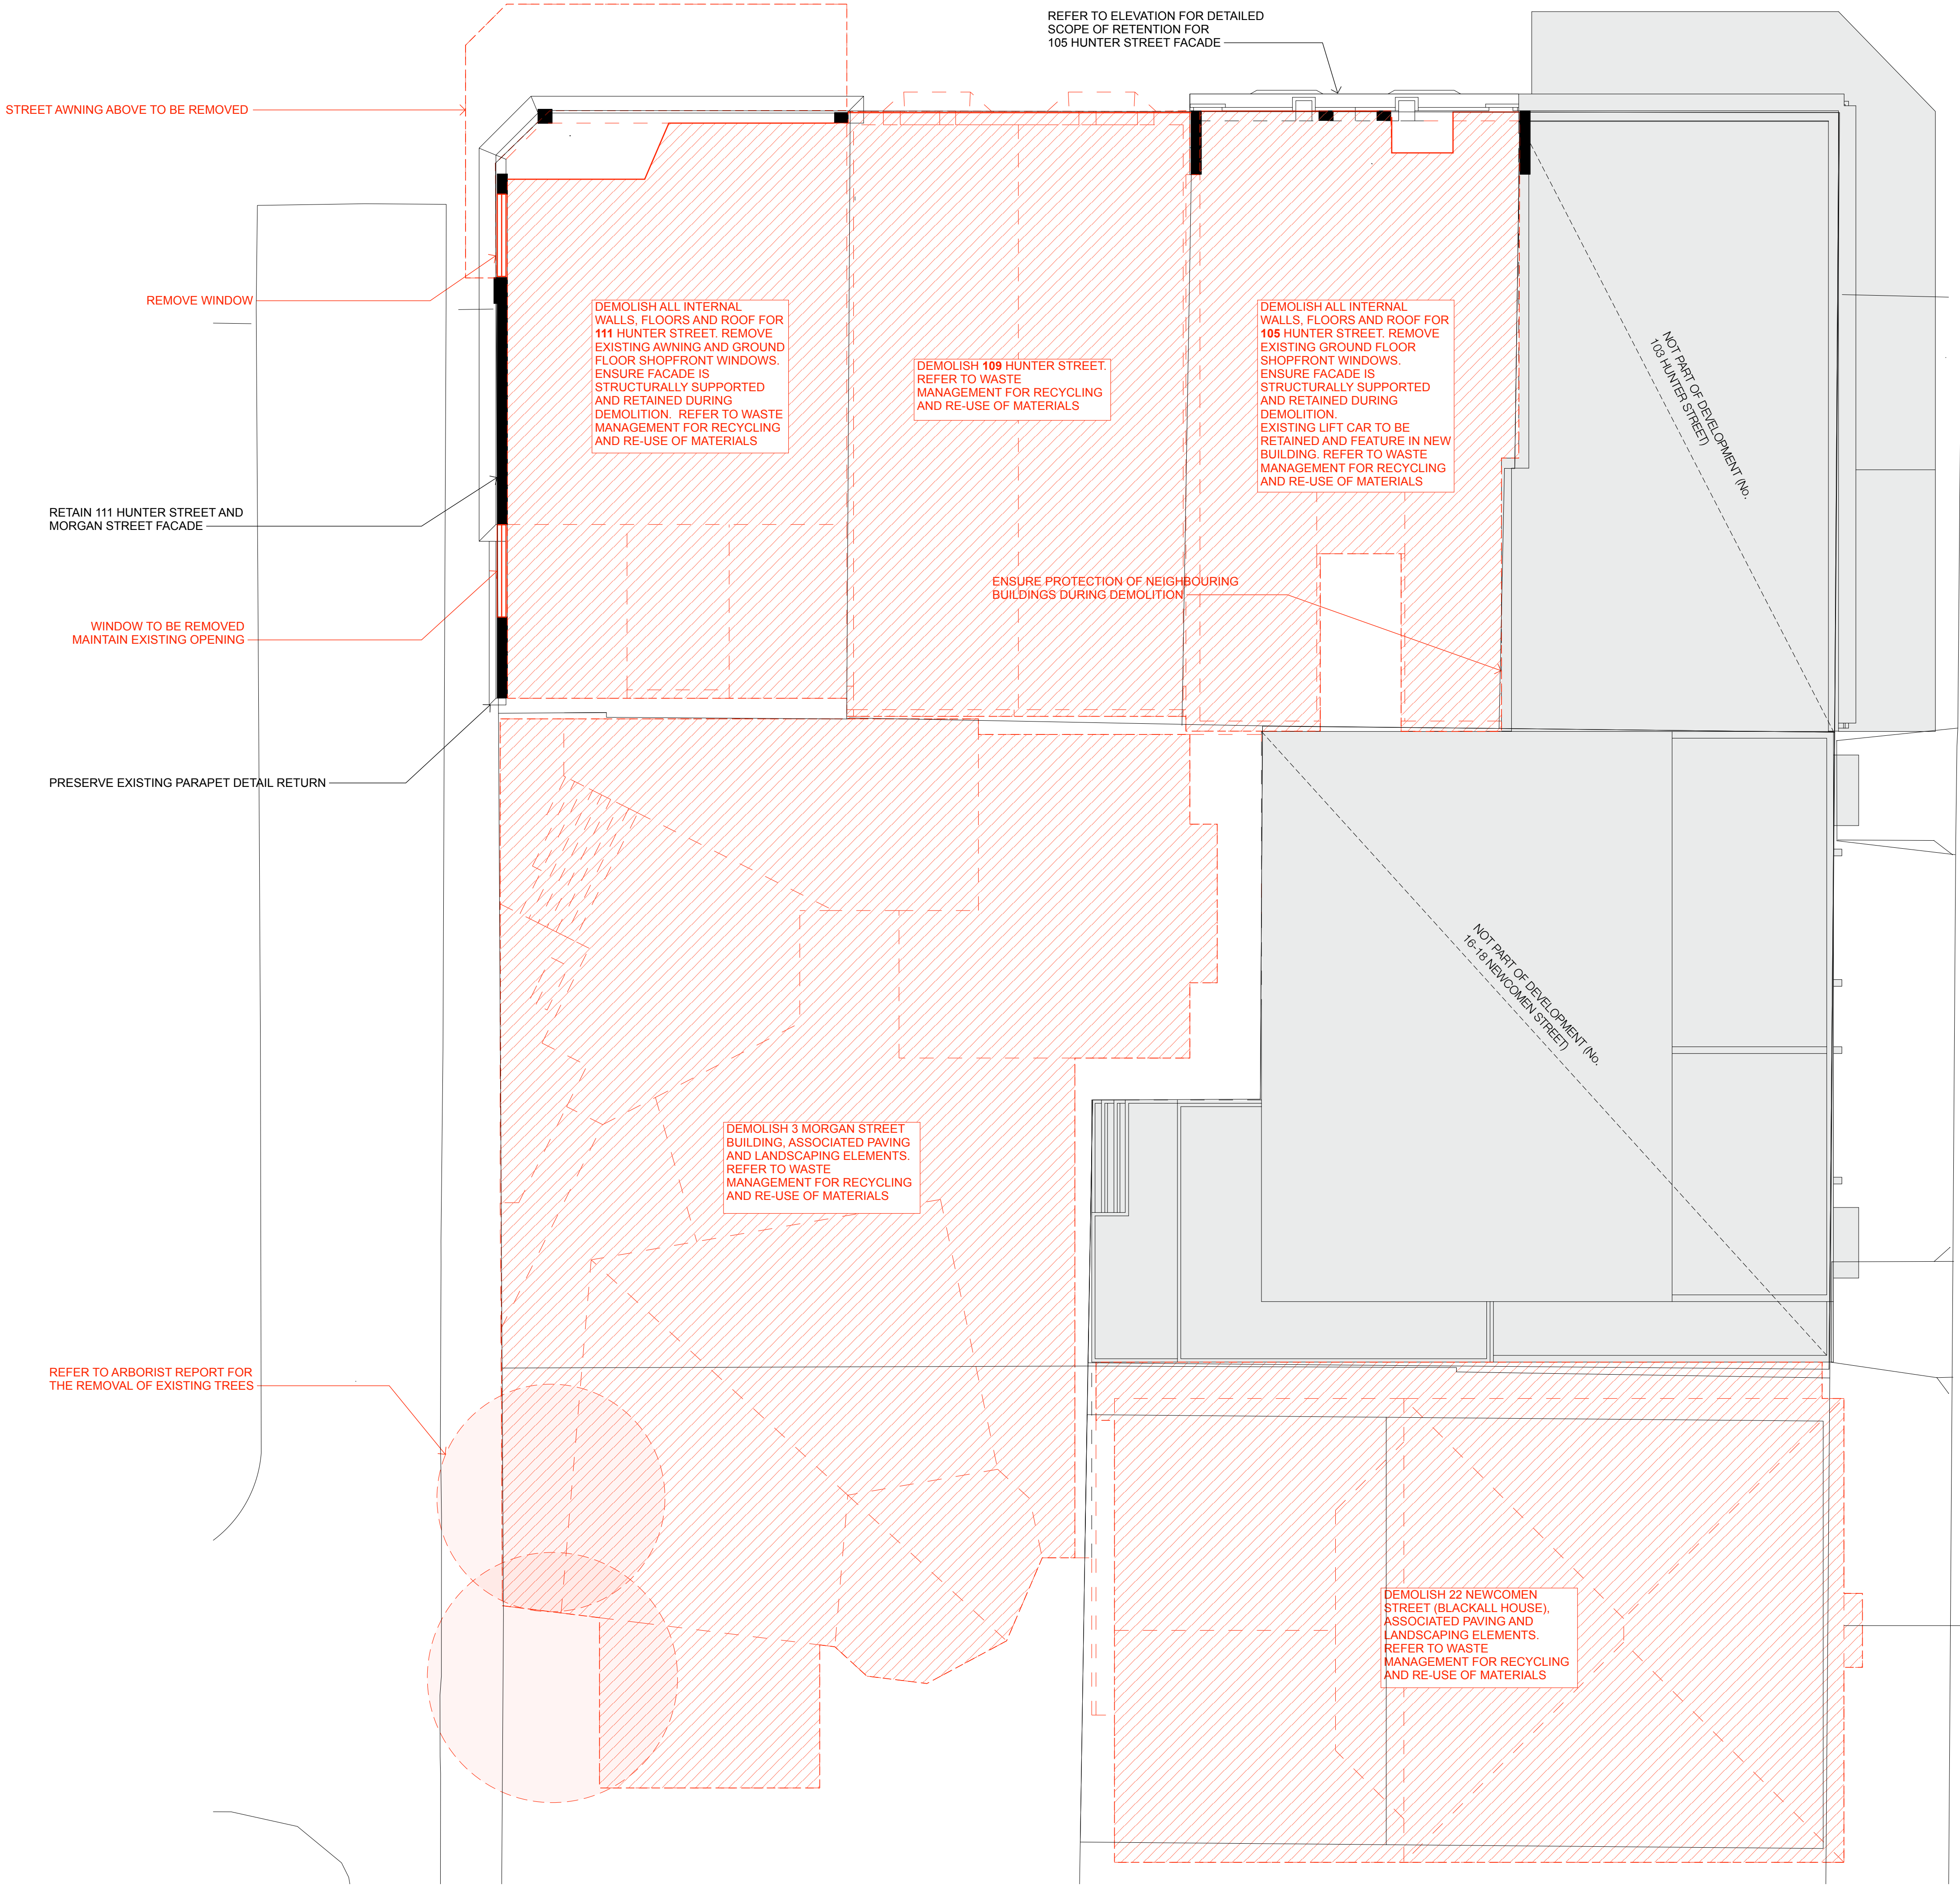 REFER TO ELEVATION FOR DETAILED
SCOPE OF RETENTION FOR
105 HUNTER STREET FACADE
STREET AWNING ABOVE TO BE REMOVED
REMOVE WINDOW
DEMOLISH ALL INTERNAL
WALLS, FLOORS AND ROOF FOR
111 HUNTER STREET. REMOVE
EXISTING AWNING AND GROUND
FLOOR SHOPFRONT WINDOWS.
ENSURE FACADE IS
STRUCTURALLY SUPPORTED
AND RETAINED DURING
DEMOLITION. REFER TO WASTE
MANAGEMENT FOR RECYCLING
AND RE-USE OF MATERIALS
DEMOLISH 109 HUNTER STREET.
REFER TO WASTE
MANAGEMENT FOR RECYCLING
AND RE-USE OF MATERIALS
DEMOLISH ALL INTERNAL
WALLS, FLOORS AND ROOF FOR
105 HUNTER STREET. REMOVE
EXISTING GROUND FLOOR
SHOPFRONT WINDOWS.
ENSURE FACADE IS
STRUCTURALLY SUPPORTED
AND RETAINED DURING
DEMOLITION.
EXISTING LIFT CAR TO BE
RETAINED AND FEATURE IN NEW
BUILDING. REFER TO WASTE
MANAGEMENT FOR RECYCLING
AND RE-USE OF MATERIALS
NOT PART OF DEVELOPMENT (No.
103 HUNTER STREET)
RETAIN 111 HUNTER STREET AND
MORGAN STREET FACADE
ENSURE PROTECTION OF NEIGHBOURING
BUILDINGS DURING DEMOLITION
WINDOW TO BE REMOVED
MAINTAIN EXISTING OPENING
PRESERVE EXISTING PARAPET DETAIL RETURN
NOT PART OF DEVELOPMENT (No.
16-18 NEWCOMEN STREET)
DEMOLISH 3 MORGAN STREET
BUILDING, ASSOCIATED PAVING
AND LANDSCAPING ELEMENTS.
REFER TO WASTE
MANAGEMENT FOR RECYCLING
AND RE-USE OF MATERIALS
REFER TO ARBORIST REPORT FOR
THE REMOVAL OF EXISTING TREES
DEMOLISH 22 NEWCOMEN
STREET (BLACKALL HOUSE),
ASSOCIATED PAVING AND
LANDSCAPING ELEMENTS.
REFER TO WASTE
MANAGEMENT FOR RECYCLING
AND RE-USE OF MATERIALS